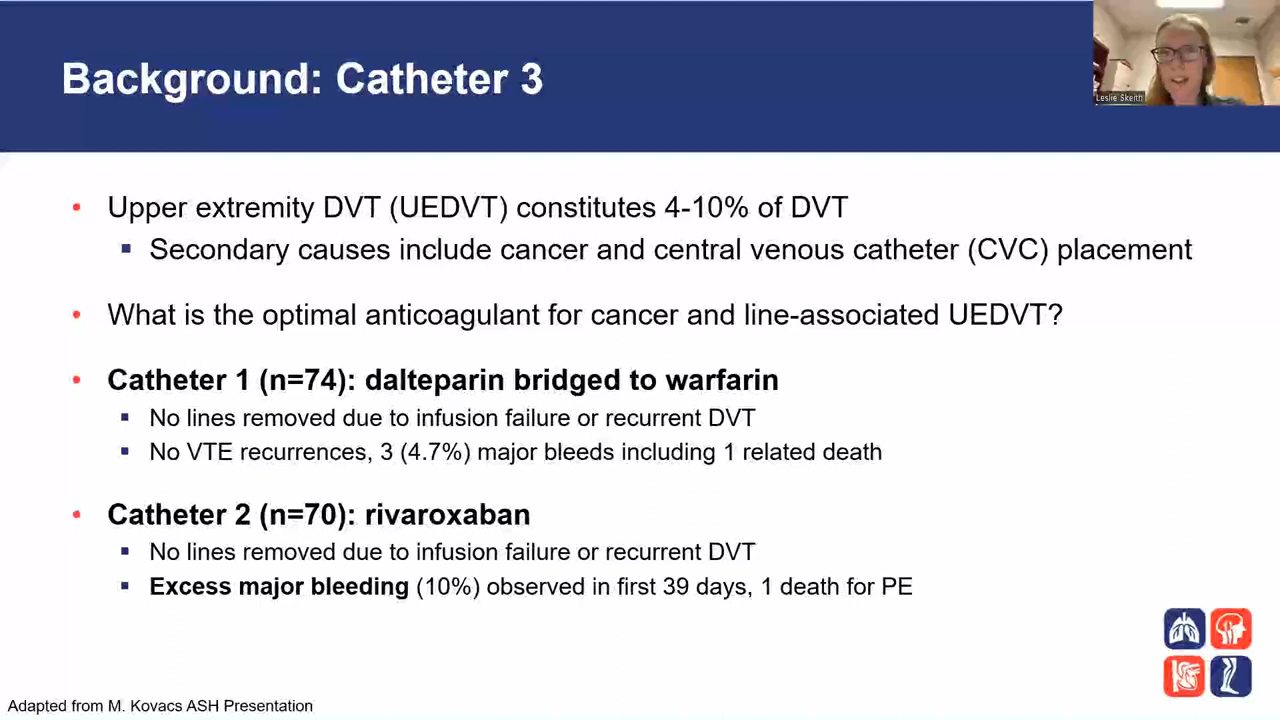 Background: Catheter 3
Leslie Skeith
• Upper extremity DVT (UEDVT) constitutes 4-10% of DVT
▪ Secondary causes include cancer and central venous catheter (CVC) placement
• What is the optimal anticoagulant for cancer and line-associated UEDVT?
• Catheter 1 (n=74): dalteparin bridged to warfarin
▪ No lines removed due to infusion failure or recurrent DVT
▪ No VTE recurrences, 3 (4.7%) major bleeds including 1 related death
• Catheter 2 (n=70): rivaroxaban
▪ No lines removed due to infusion failure or recurrent DVT
▪ Excess major bleeding (10%) observed in first 39 days, 1 death for PE
Adapted from M. Kovacs ASH Presentation